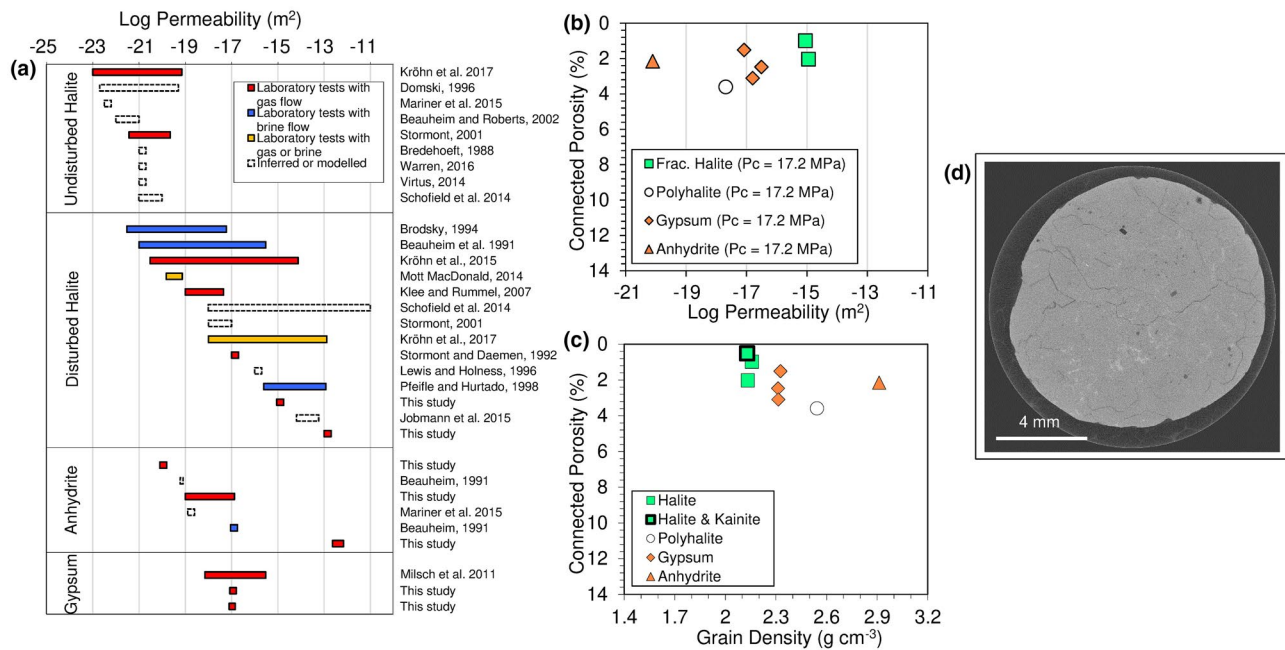 Log Permeability (m²)
-25 -23 -21 -19 -17 -15 -13 -11
(a)
Undisturbed Halite
Kröhn et al. 2017
Domski, 1996
Mariner et al. 2015
Beauheim and Roberts, 2002
Stormont, 2001
Bredehoeft, 1988
Warren, 2016
Virtus, 2014
Schofield et al. 2014
Laboratory tests with
gas flow
Laboratory tests with
brine flow
Laboratory tests with
gas or brine
Inferred or modelled
Disturbed Halite
Brodsky, 1994
Beauheim et al. 1991
Kröhn et al., 2015
Mott MacDonald, 2014
Klee and Rummel, 2007
Schofield et al. 2014
Stormont, 2001
Kröhn et al., 2017
Stormont and Daemen, 1992
Lewis and Holness, 1996
Pfeifle and Hurtado, 1998
This study
Jobmann et al. 2015
This study
Anhydrite
This study
Beauheim, 1991
This study
Mariner et al. 2015
Beauheim, 1991
This study
Gypsum
Milsch et al. 2011
This study
This study
(b)
Connected Porosity (%)
0
2
4
6
8
10
12
14
Frac. Halite (Pc = 17.2 MPa)
Polyhalite (Pc = 17.2 MPa)
Gypsum (Pc = 17.2 MPa)
Anhydrite (Pc = 17.2 MPa)
-21 -19 -17 -15 -13 -11
Log Permeability (m²)
(c)
Connected Porosity (%)
0
2
4
6
8
10
12
14
Halite
Halite & Kainite
Polyhalite
Gypsum
Anhydrite
1.4 1.7 2 2.3 2.6 2.9 3.2
Grain Density (g cm⁻³)
(d)
4 mm